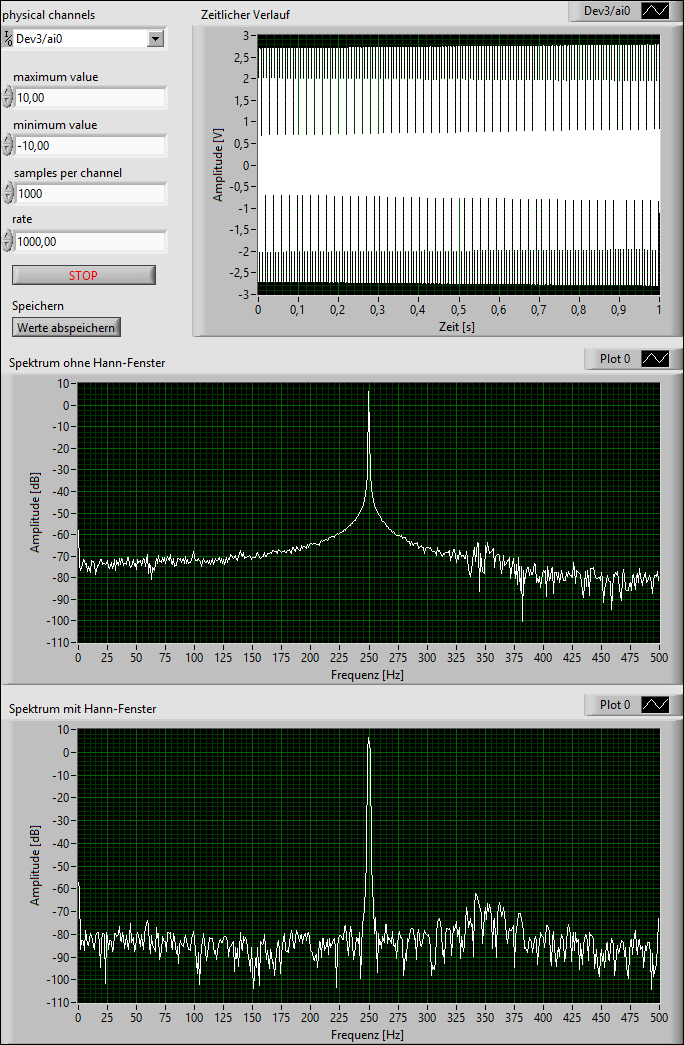 physical channels
Dev3/ai0
maximum value
10,00
minimum value
-10,00
samples per channel
1000
rate
1000,00
STOP
Speichern
Werte abspeichern
Zeitlicher Verlauf
Dev3/ai0
Amplitude [V]
3
2,5
2
1,5
1
0,5
0
-0,5
-1
-1,5
-2
-2,5
-3
0 0,1 0,2 0,3 0,4 0,5 0,6 0,7 0,8 0,9 1
Zeit [s]
Spektrum ohne Hann-Fenster
Plot 0
Amplitude [dB]
10
0
-10
-20
-30
-40
-50
-60
-70
-80
-90
-100
-110
0 25 50 75 100 125 150 175 200 225 250 275 300 325 350 375 400 425 450 475 500
Frequenz [Hz]
Spektrum mit Hann-Fenster
Plot 0
Amplitude [dB]
10
0
-10
-20
-30
-40
-50
-60
-70
-80
-90
-100
-110
0 25 50 75 100 125 150 175 200 225 250 275 300 325 350 375 400 425 450 475 500
Frequenz [Hz]